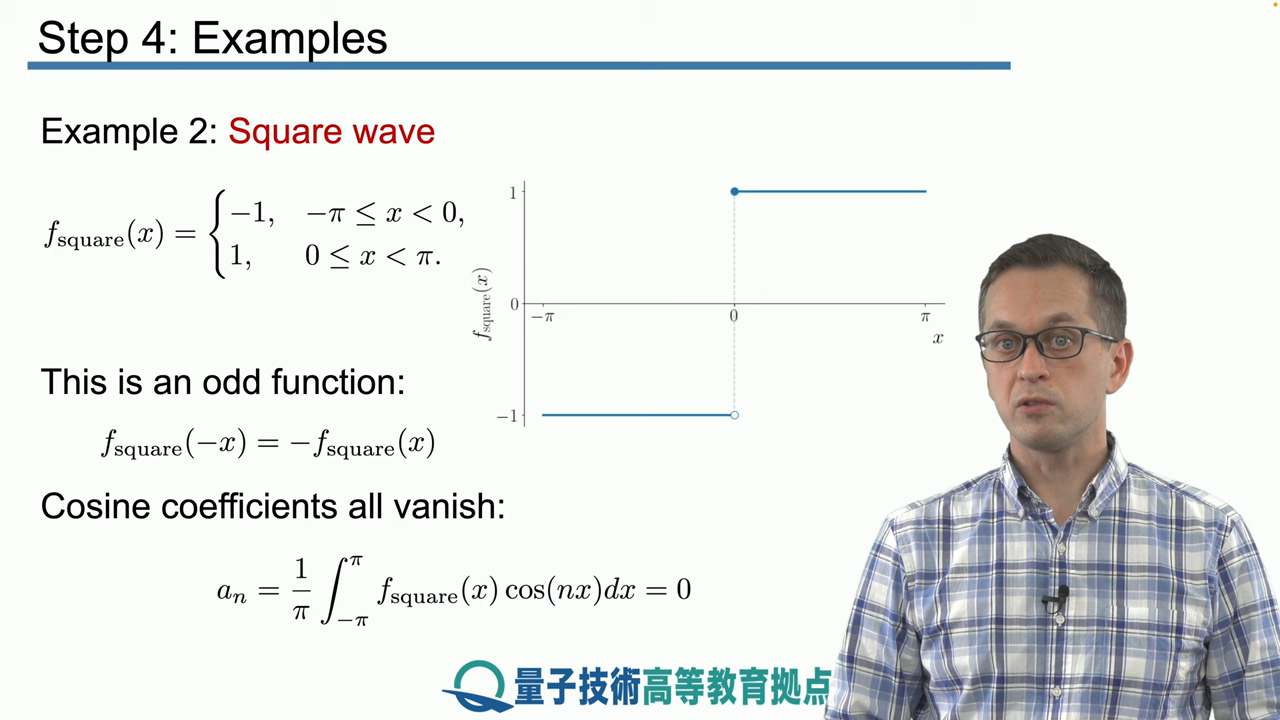 Step 4: Examples
Example 2: Square wave
f_square(x) = { −1, −π ≤ x < 0,
1, 0 ≤ x < π.
1
0
−1
−π 0 π
x
f_square(x)
This is an odd function:
f_square(−x) = −f_square(x)
Cosine coefficients all vanish:
a_n = 1/π ∫_{−π}^{π} f_square(x) cos(nx)dx = 0
量子技術高等教育拠点